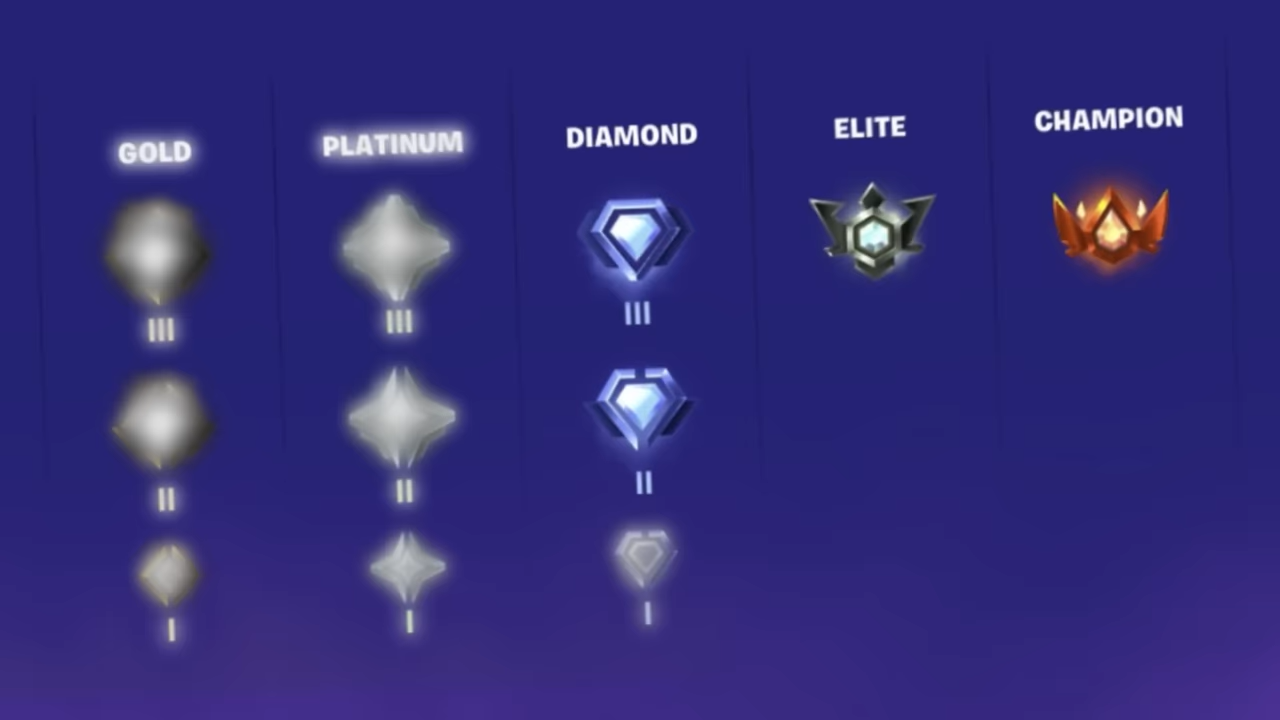 GOLD
PLATINUM
DIAMOND
ELITE
CHAMPION
III
III
III
II
II
II
I
I
I